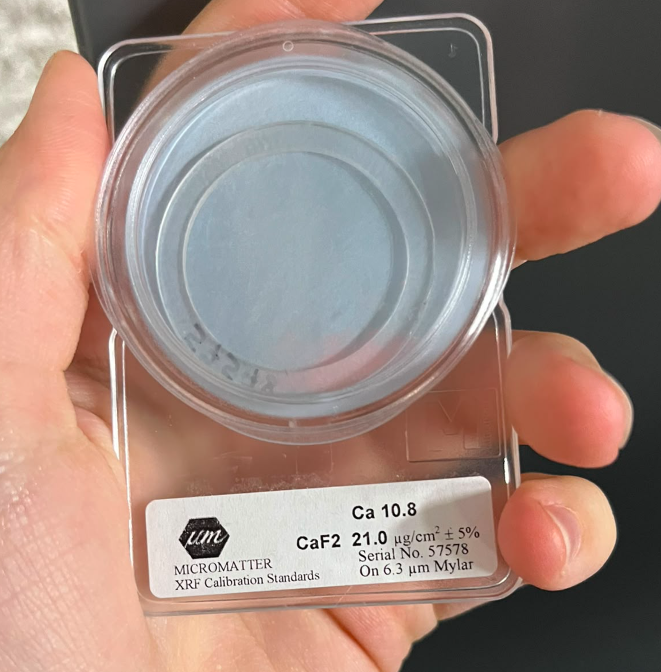 µm
MICROMATTER
XRF Calibration Standards
Ca 10.8
CaF2 21.0 µg/cm² ± 5%
Serial No. 57578
On 6.3 µm Mylar